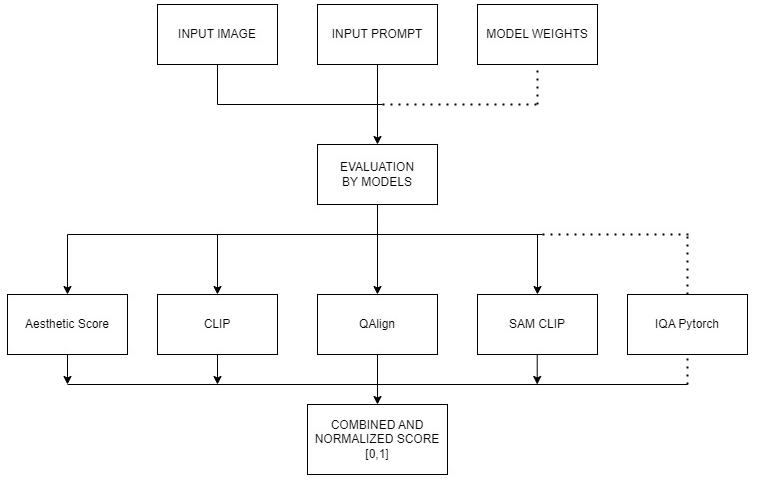 INPUT IMAGE
INPUT PROMPT
MODEL WEIGHTS
EVALUATION
BY MODELS
Aesthetic Score
CLIP
QAlign
SAM CLIP
IQA Pytorch
COMBINED AND
NORMALIZED SCORE
[0,1]